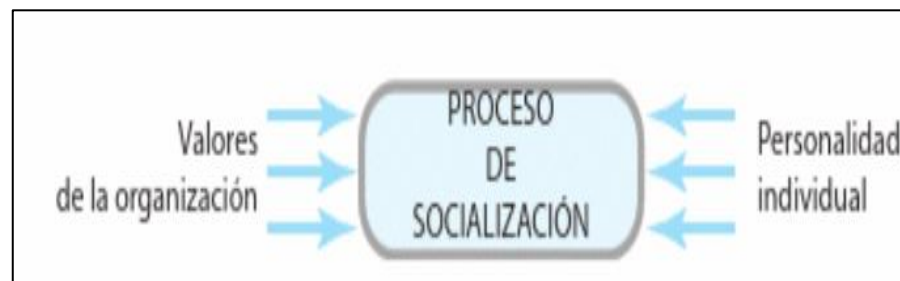 Valores
de la organización
PROCESO
DE
SOCIALIZACIÓN
Personalidad
individual